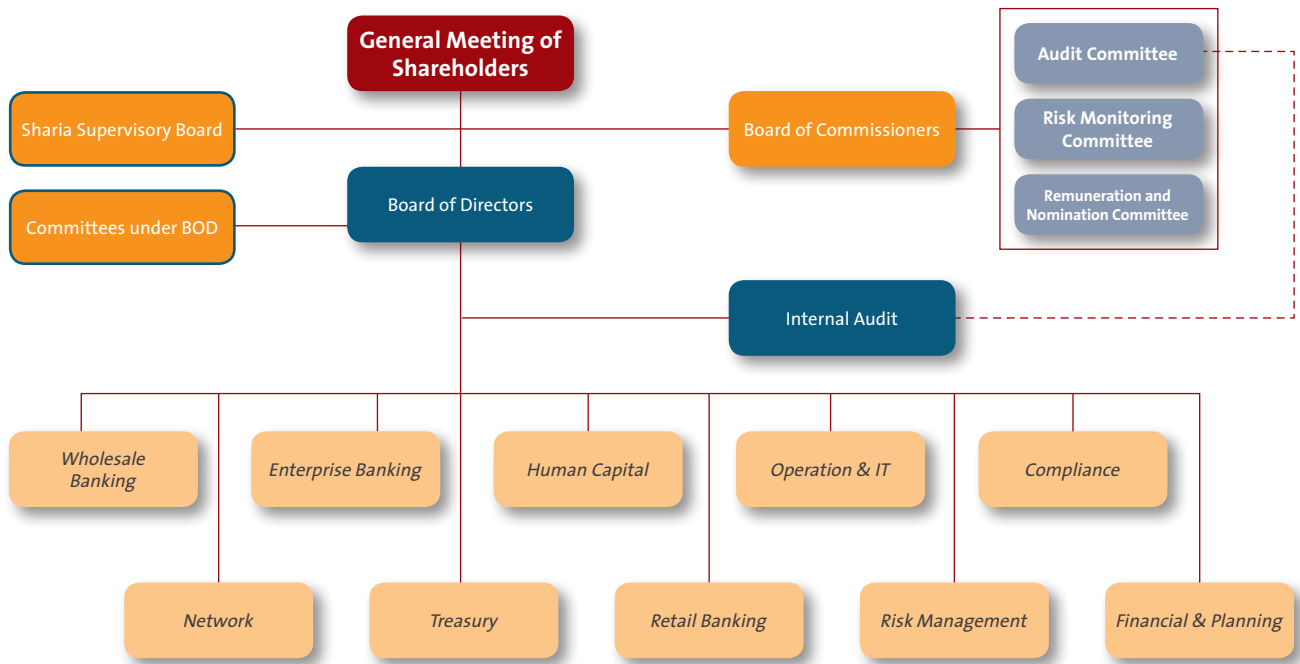 General Meeting of
Shareholders
Audit Committee
Sharia Supervisory Board
Board of Commissioners
Risk Monitoring
Committee
Board of Directors
Remuneration and
Nomination Committee
Committees under BOD
Internal Audit
Wholesale
Banking
Enterprise Banking
Human Capital
Operation & IT
Compliance
Network
Treasury
Retail Banking
Risk Management
Financial & Planning